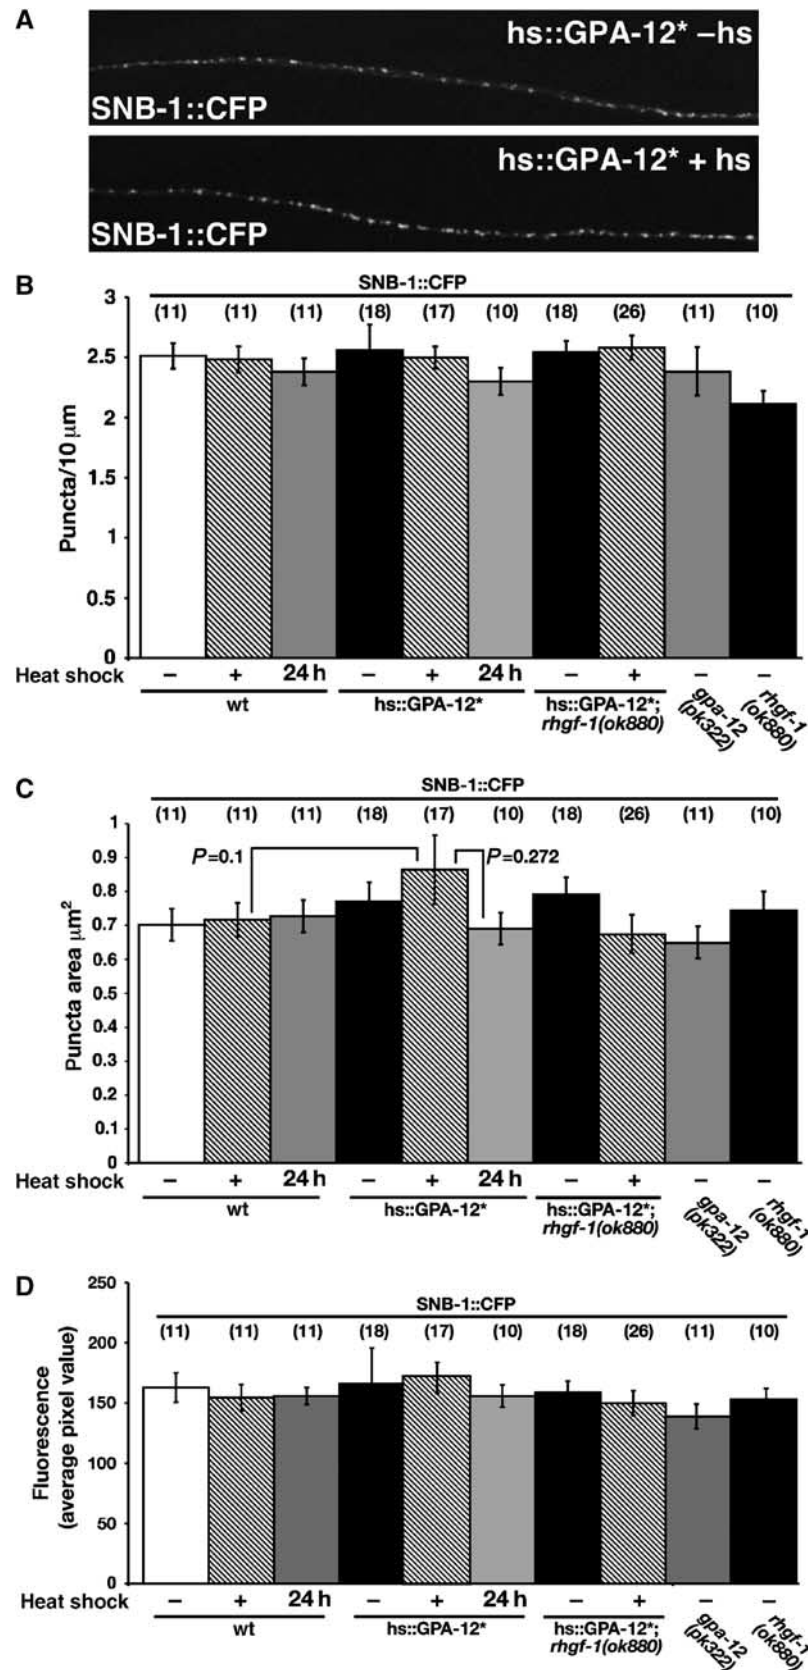 A
hs::GPA-12* –hs
SNB-1::CFP
hs::GPA-12* + hs
SNB-1::CFP
B
SNB-1::CFP
(11) (11) (11) (18) (17) (10) (18) (26) (11) (10)
3
2.5
2
1.5
1
0.5
0
Puncta/10 μm
Heat shock – + 24 h – + 24 h – + – –
wt
hs::GPA-12*
hs::GPA-12*;
rhgf-1(ok880)
gpa-12
(pk322)
rhgf-1
(ok880)
C
SNB-1::CFP
(11) (11) (11) (18) (17) (10) (18) (26) (11) (10)
1
0.9
0.8
0.7
0.6
0.5
0.4
0.3
0.2
0.1
0
Puncta area μm²
P=0.1
P=0.272
Heat shock – + 24 h – + 24 h – + – –
wt
hs::GPA-12*
hs::GPA-12*;
rhgf-1(ok880)
gpa-12
(pk322)
rhgf-1
(ok880)
D
SNB-1::CFP
(11) (11) (11) (18) (17) (10) (18) (26) (11) (10)
250
200
150
100
50
0
Fluorescence
(average pixel value)
Heat shock – + 24 h – + 24 h – + – –
wt
hs::GPA-12*
hs::GPA-12*;
rhgf-1(ok880)
gpa-12
(pk322)
rhgf-1
(ok880)